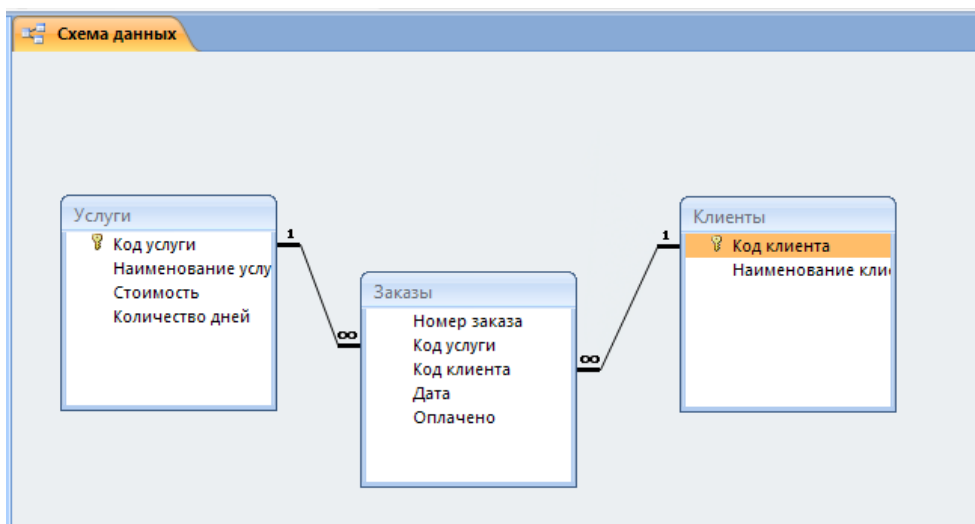 Схема данных
Услуги
Код услуги
Наименование услу
Стоимость
Количество дней
1
∞
Заказы
Номер заказа
Код услуги
Код клиента
Дата
Оплачено
∞
1
Клиенты
Код клиента
Наименование кли